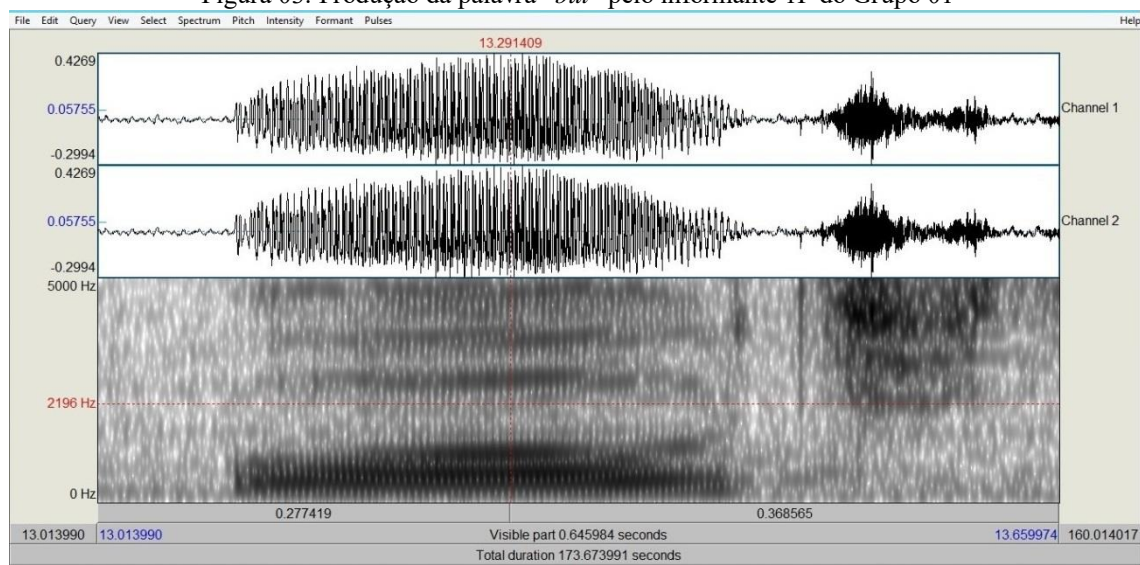 Figura 03: Produção da palavra "but" pelo informante 1F do Grupo 01
File Edit Query View Select Spectrum Pitch Intensity Formant Pulses Help
13.291409
0.4269
0.05755
-0.2994
Channel 1
0.4269
0.05755
-0.2994
Channel 2
5000 Hz
2196 Hz
0 Hz
0.277419 0.368565
13.013990 13.013990 Visible part 0.645984 seconds 13.659974 160.014017
Total duration 173.673991 seconds